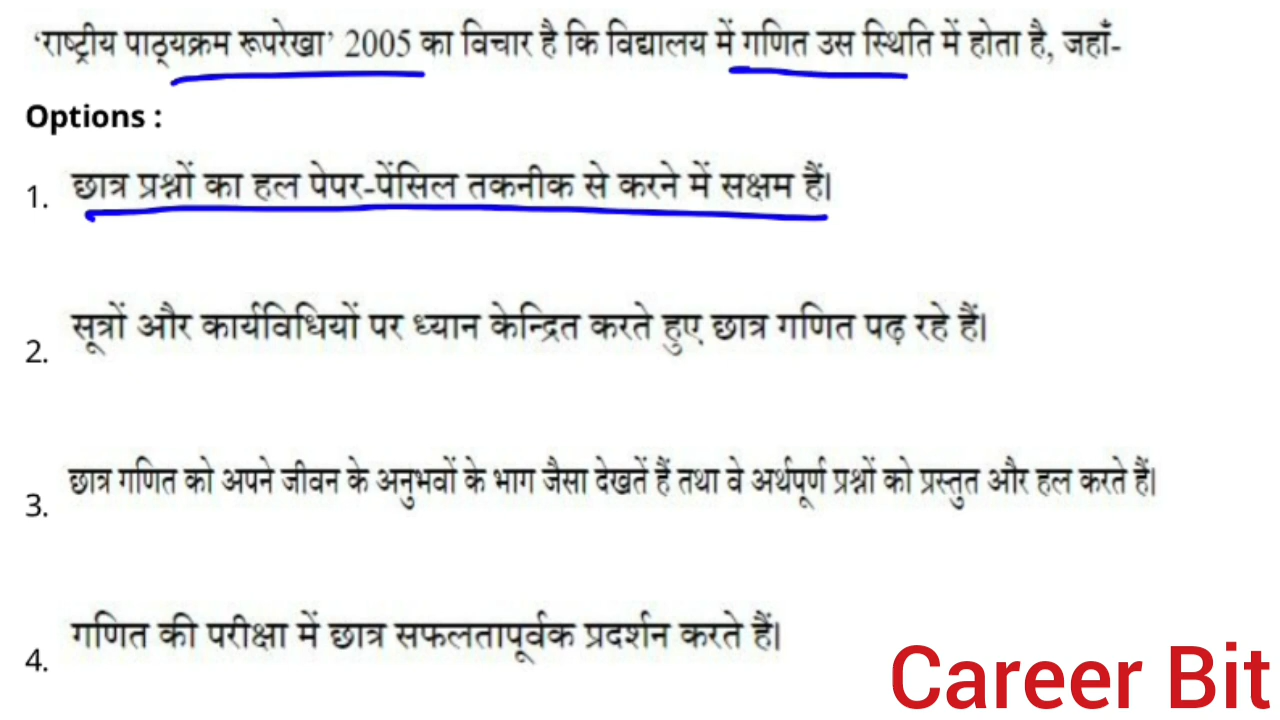 ‘राष्ट्रीय पाठ्यक्रम रूपरेखा’ 2005 का विचार है कि विद्यालय में गणित उस स्थिति में होता है, जहाँ-
Options :
1. छात्र प्रश्नों का हल पेपर-पेंसिल तकनीक से करने में सक्षम हैं।
2. सूत्रों और कार्यविधियों पर ध्यान केन्द्रित करते हुए छात्र गणित पढ़ रहे हैं।
3. छात्र गणित को अपने जीवन के अनुभवों के भाग जैसा देखतें हैं तथा वे अर्थपूर्ण प्रश्नों को प्रस्तुत और हल करते हैं।
4. गणित की परीक्षा में छात्र सफलतापूर्वक प्रदर्शन करते हैं।
Career Bit